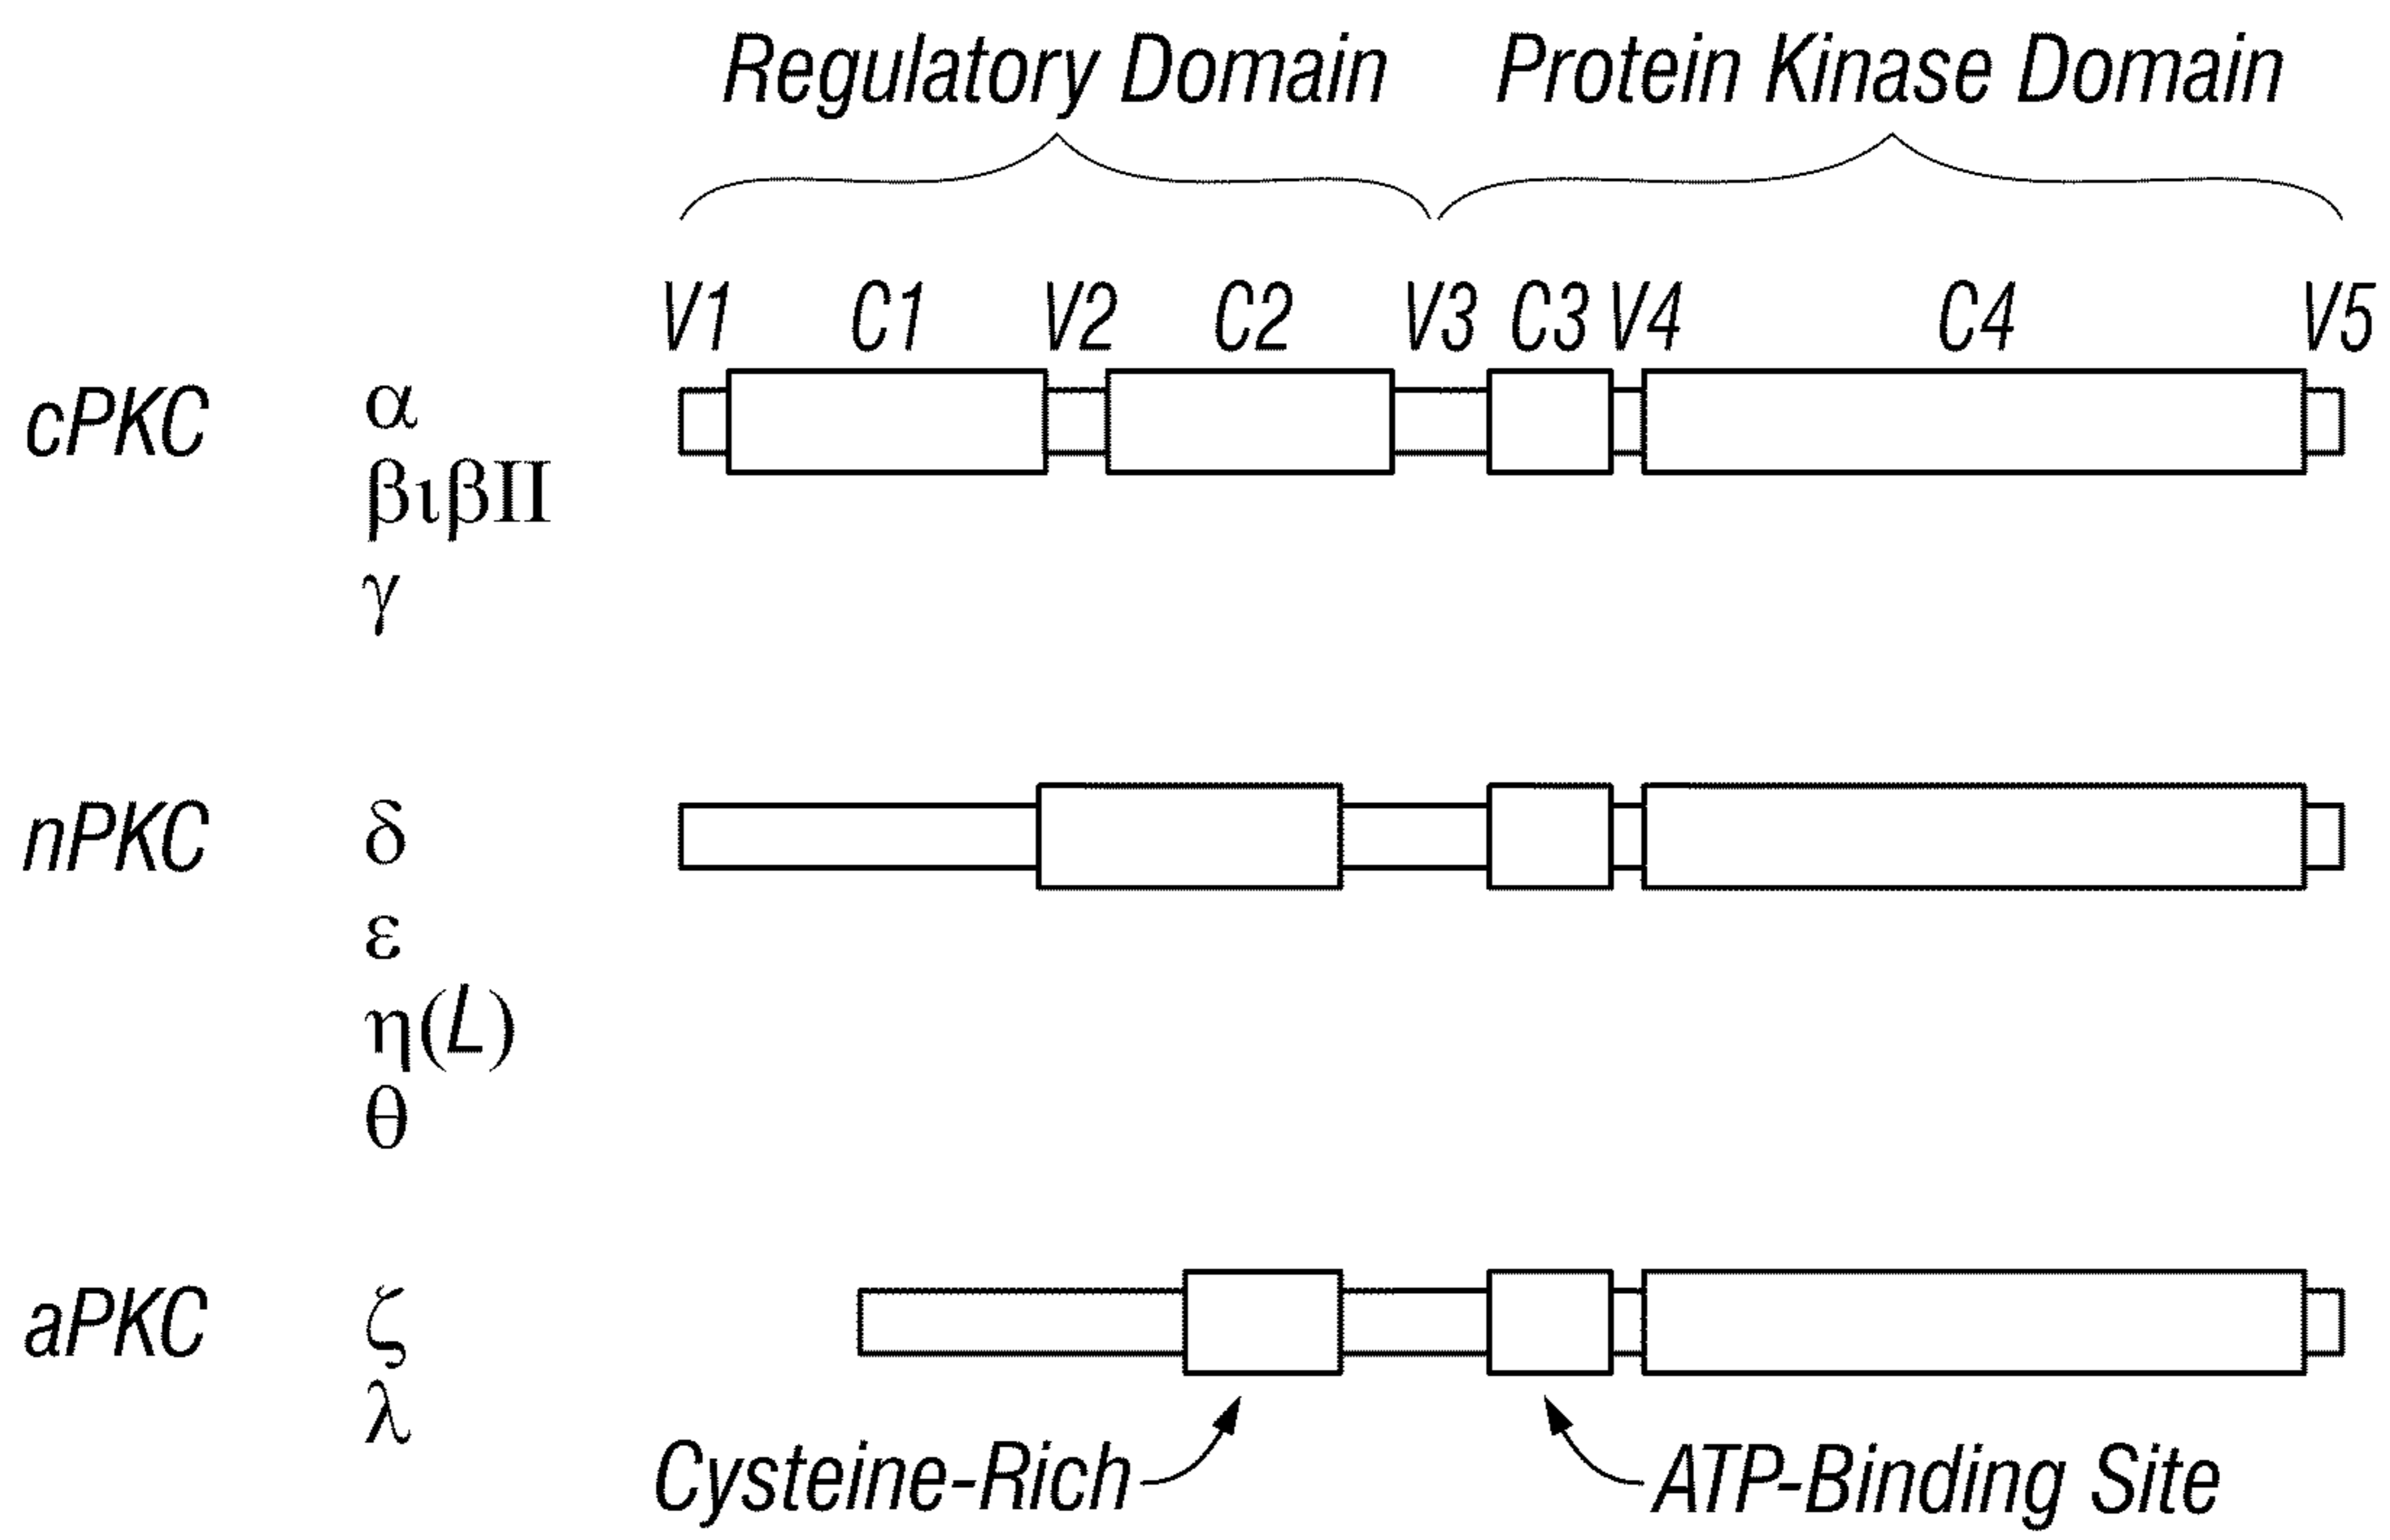 Regulatory Domain Protein Kinase Domain
V1 C1 V2 C2 V3 C3 V4 C4 V5
cPKC α
βιβII
γ
nPKC δ
ε
η(L)
θ
aPKC ζ
λ
Cysteine-Rich ATP-Binding Site